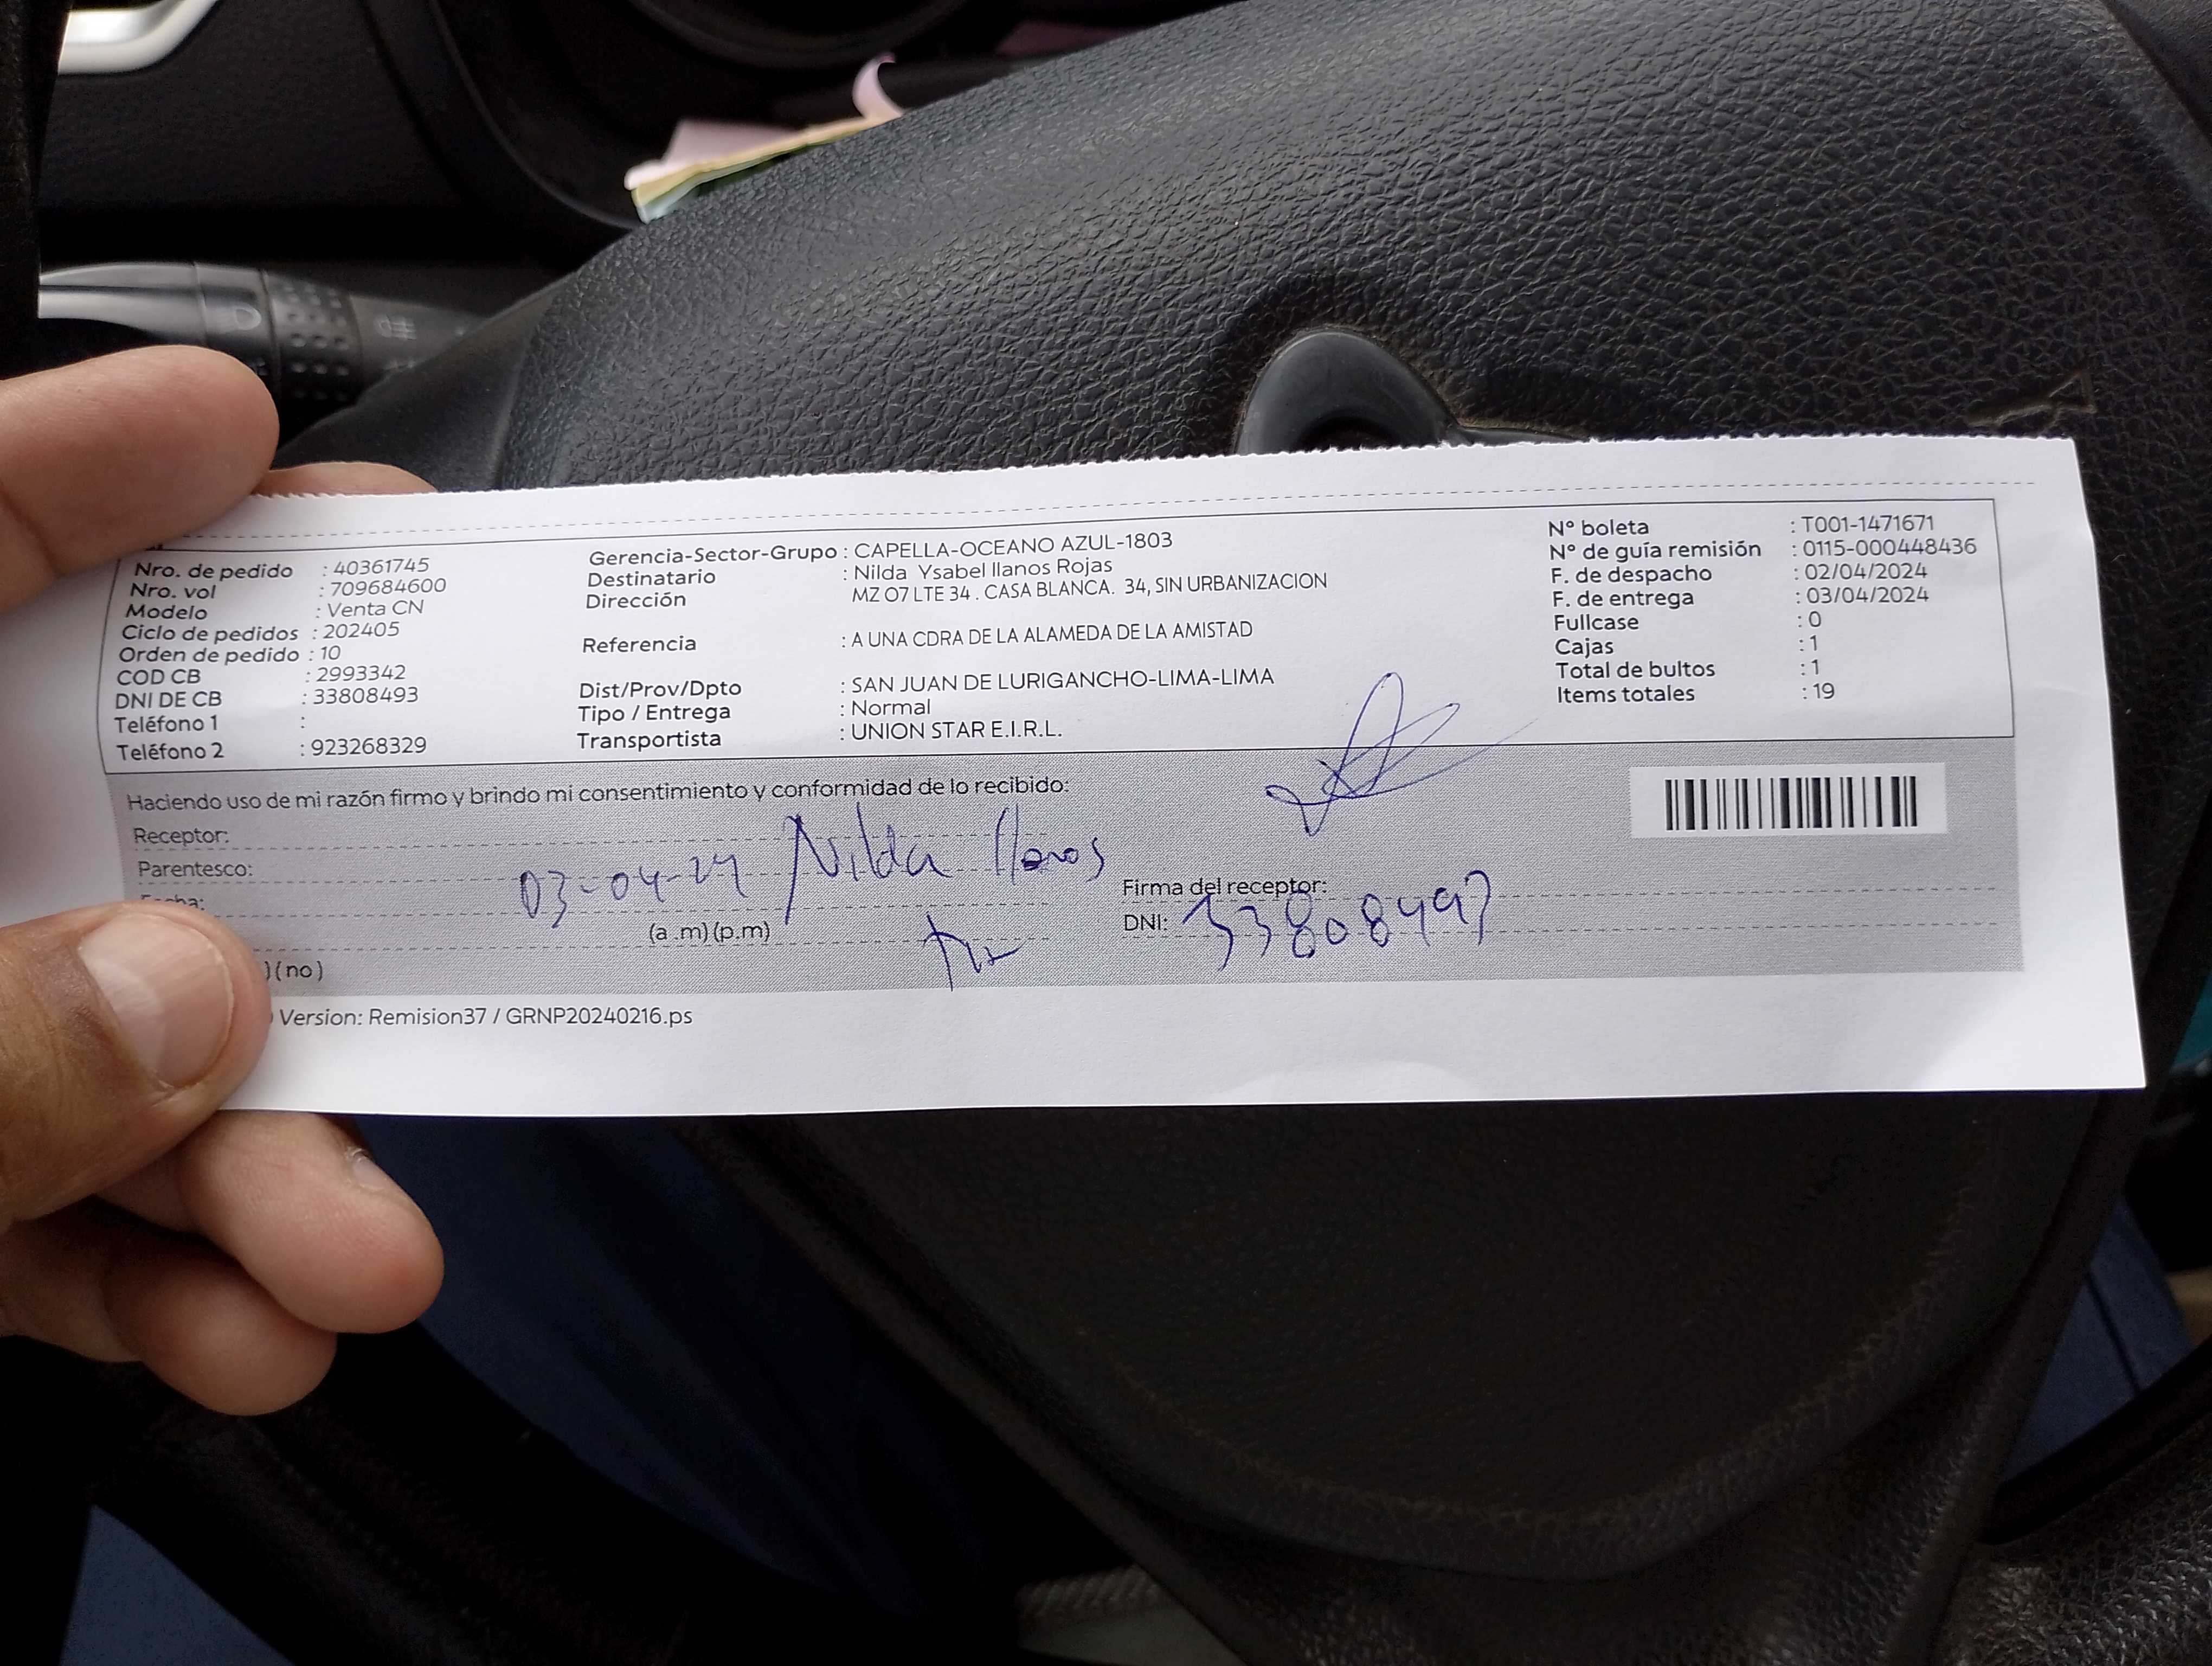 Nro. de pedido : 40361745
Nro. vol : 709684600
Modelo : Venta CN
Ciclo de pedidos : 202405
Orden de pedido : 10
COD CB : 2993342
DNI DE CB : 33808493
Teléfono 1 :
Teléfono 2 : 923268329
Gerencia-Sector-Grupo : CAPELLA-OCEANO AZUL-1803
Destinatario : Nilda Ysabel llanos Rojas
Dirección MZ O7 LTE 34 . CASA BLANCA. 34, SIN URBANIZACION
Referencia : A UNA CDRA DE LA ALAMEDA DE LA AMISTAD
Dist/Prov/Dpto : SAN JUAN DE LURIGANCHO-LIMA-LIMA
Tipo / Entrega : Normal
Transportista : UNION STAR E.I.R.L.
N° boleta : T001-1471671
N° de guía remisión : 0115-000448436
F. de despacho : 02/04/2024
F. de entrega : 03/04/2024
Fullcase : 0
Cajas : 1
Total de bultos : 1
Items totales : 19
Haciendo uso de mi razón firmo y brindo mi consentimiento y conformidad de lo recibido:
Receptor:
Parentesco:
03-04-24 Nilda llanos
Firma del receptor:
(a .m) (p.m)
DNI: 33808493
) (no)
Version: Remision37 / GRNP20240216.ps